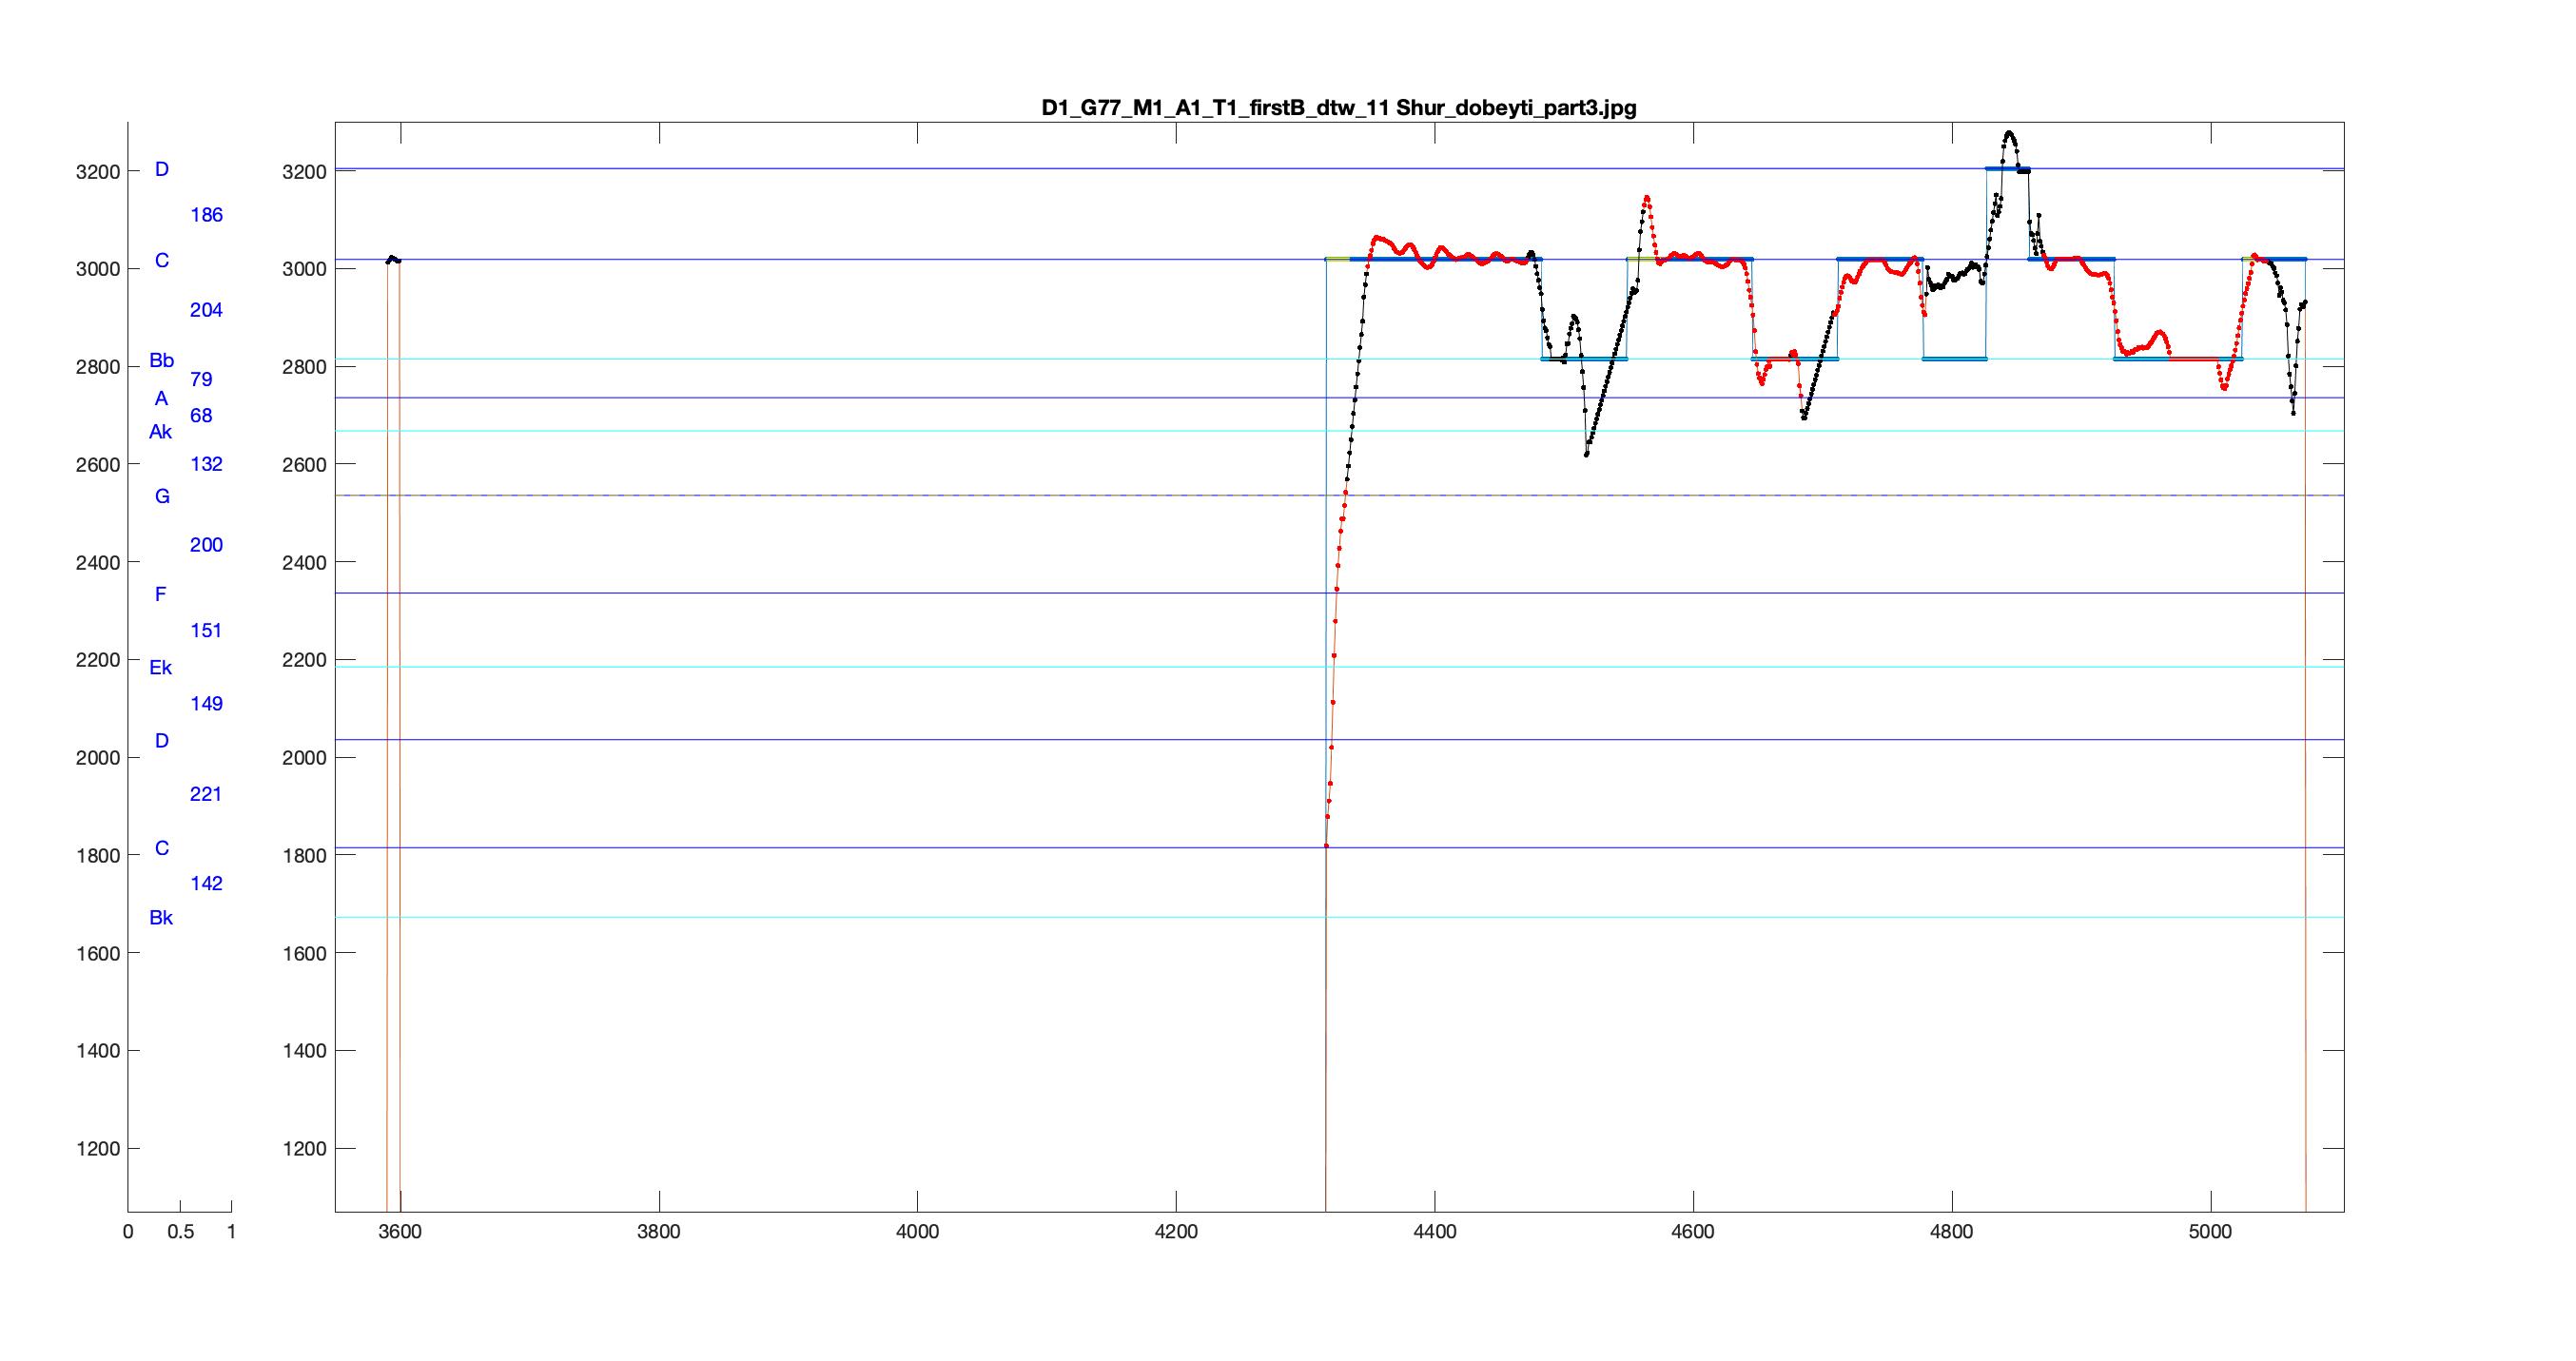 D1_G77_M1_A1_T1_firstB_dtw_11 Shur_dobeyti_part3.jpg
3200 D 3200
186
3000 C 3000
204
2800 Bb 2800
79
A
68
Ak
2600 132 2600
G
200
2400 2400
F
151
2200 Ek 2200
149
D
2000 2000
221
1800 C 1800
142
Bk
1600 1600
1400 1400
1200 1200
0 0.5 1 3600 3800 4000 4200 4400 4600 4800 5000